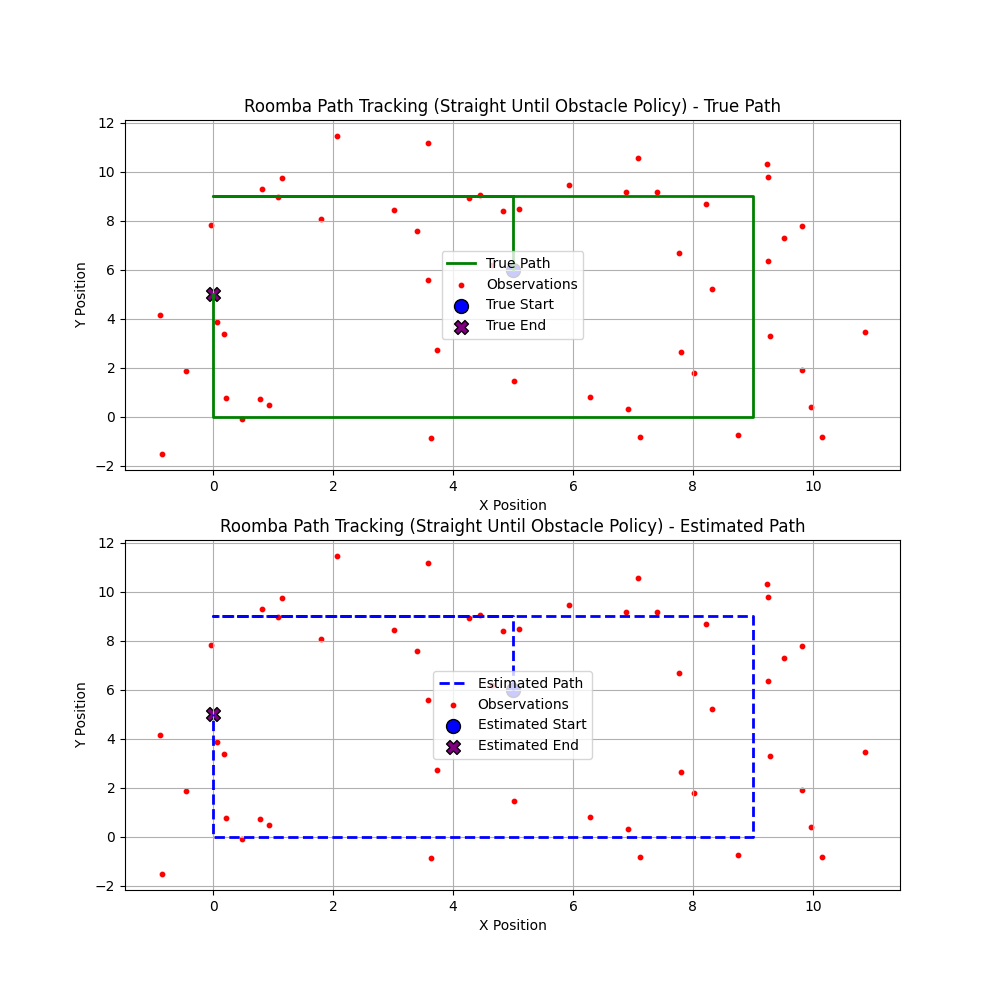 Roomba Path Tracking (Straight Until Obstacle Policy) - True Path
12
10
8
6
4
2
0
−2
Y Position
True Path
Observations
True Start
True End
0 2 4 6 8 10
X Position
Roomba Path Tracking (Straight Until Obstacle Policy) - Estimated Path
12
10
8
6
4
2
0
−2
Y Position
Estimated Path
Observations
Estimated Start
Estimated End
0 2 4 6 8 10
X Position